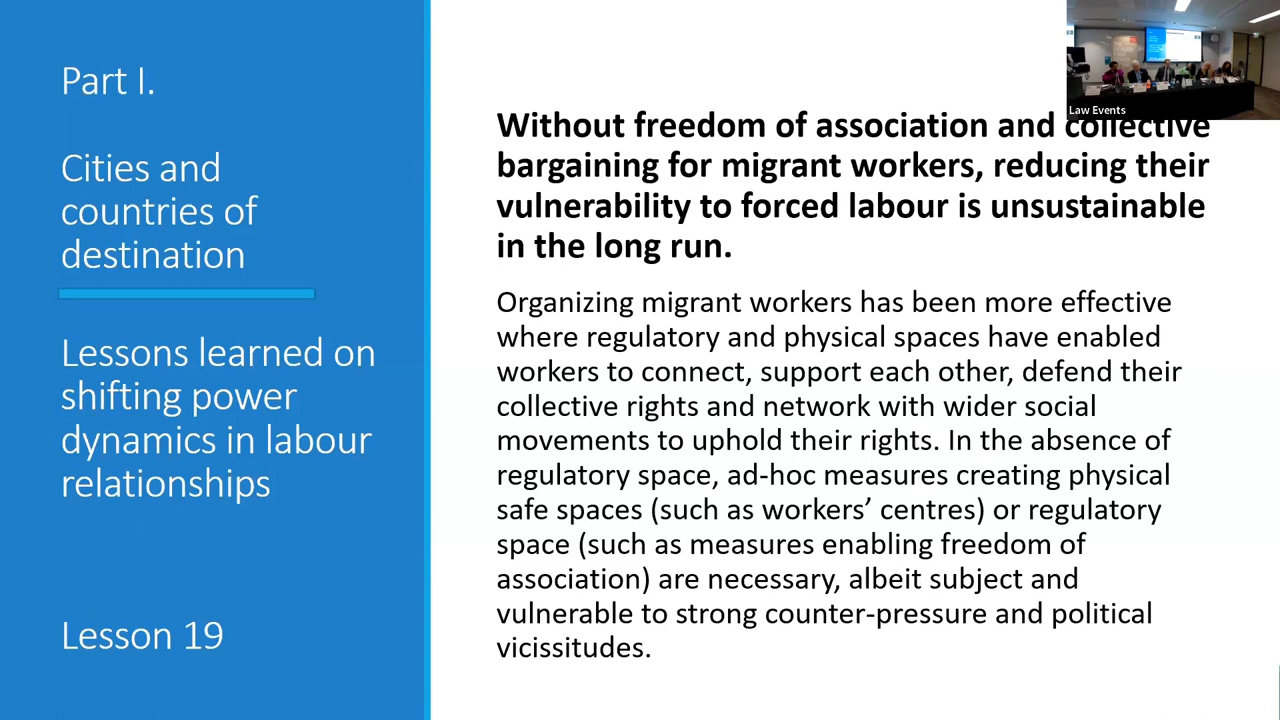 Part I.
Cities and
countries of
destination
Lessons learned on
shifting power
dynamics in labour
relationships
Lesson 19
Without freedom of association and collective
bargaining for migrant workers, reducing their
vulnerability to forced labour is unsustainable
in the long run.
Organizing migrant workers has been more effective
where regulatory and physical spaces have enabled
workers to connect, support each other, defend their
collective rights and network with wider social
movements to uphold their rights. In the absence of
regulatory space, ad-hoc measures creating physical
safe spaces (such as workers’ centres) or regulatory
space (such as measures enabling freedom of
association) are necessary, albeit subject and
vulnerable to strong counter-pressure and political
vicissitudes.
Law Events